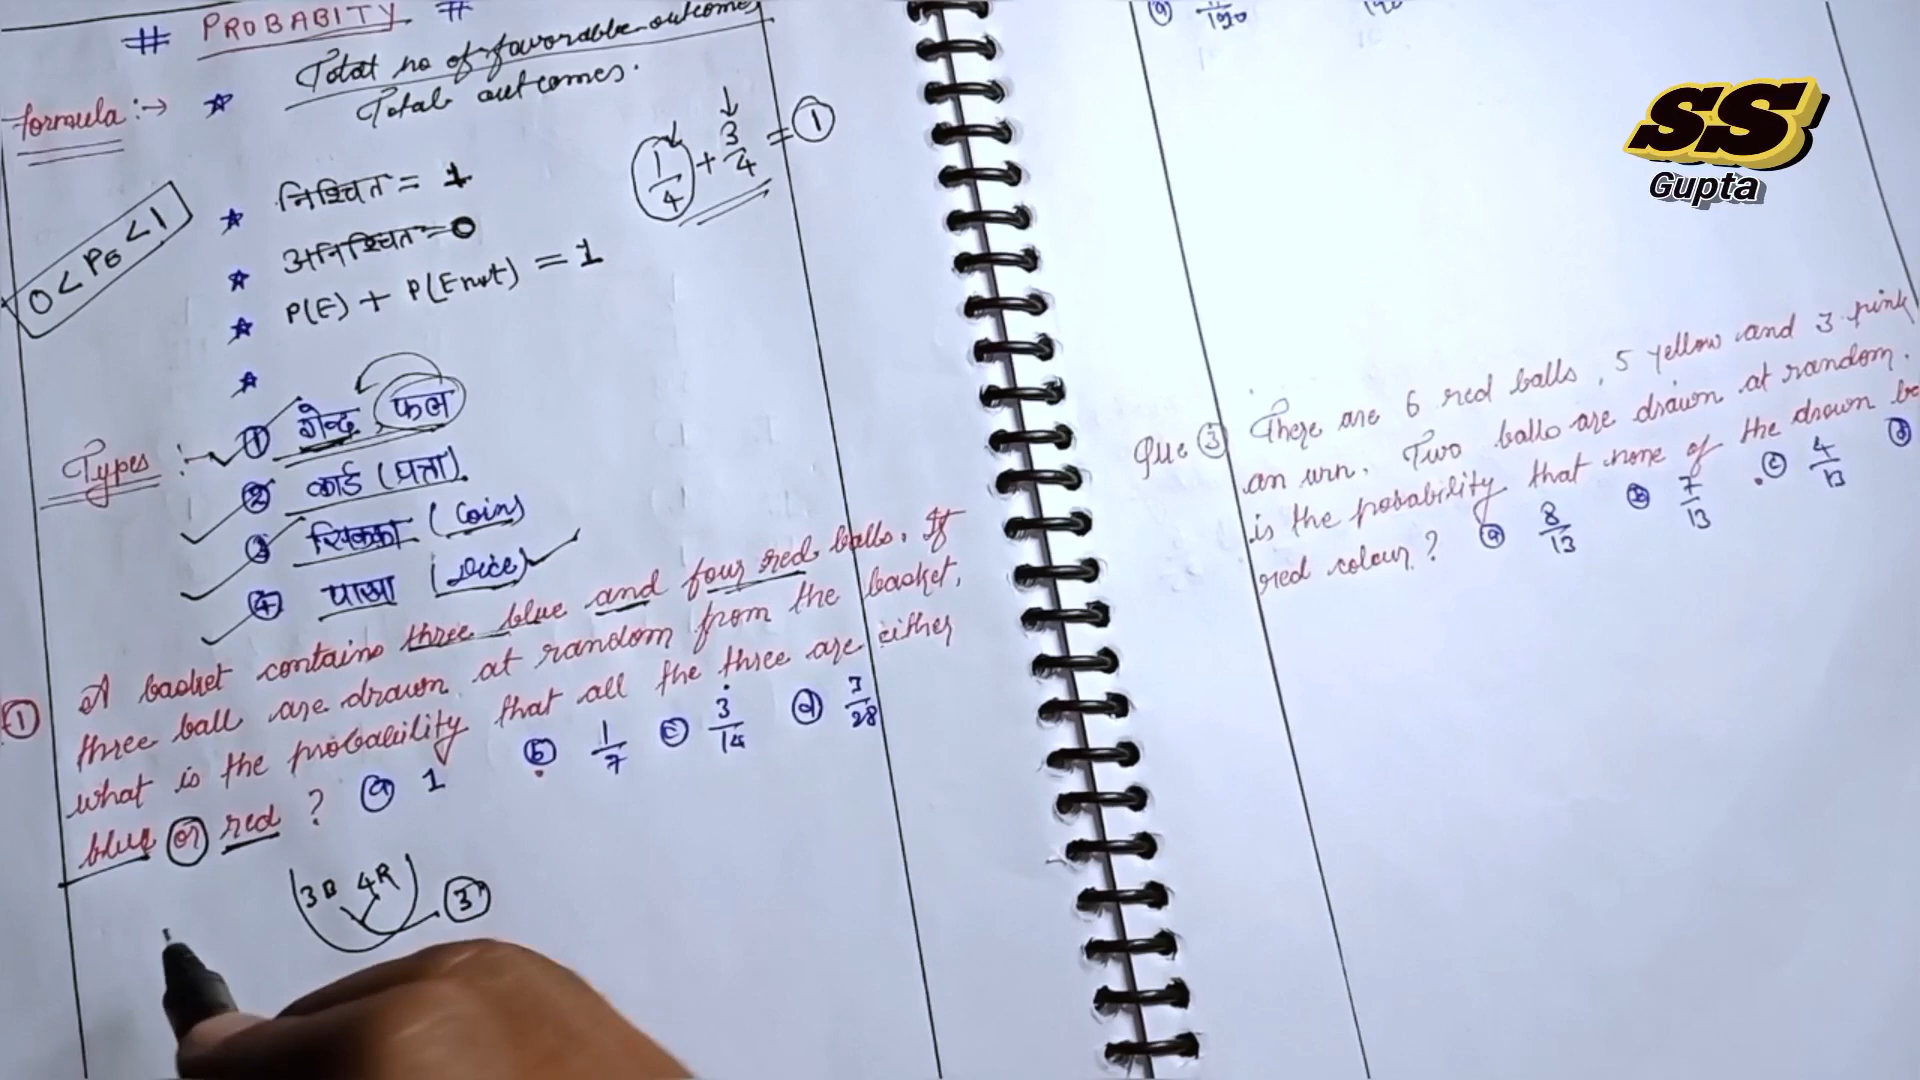 # PROBABITY #
formula :→ ☆ Total no of favorable outcomes
Total outcomes.
☆ निश्चित = 1
1/4 + 3/4 = 1
0 < PE < 1
☆ अनिश्चित = 0
☆ P(E) + P(E not) = 1
☆
Types :→ ① गेन्द, फल
② कार्ड (पत्ता).
③ सिक्का (Coin)
④ पासा (Dice)
① A basket contains three blue and four red balls. If
three ball are drawn at random from the basket,
what is the probability that all the three are either
blue or red ? ⓐ 1 ⓑ 1/7 ⓒ 3/14 ⓓ 3/28
3B 4R 3
ⓐ 11/190
Que ③ There are 6 red balls, 5 yellow and 3 pink
an urn. Two balls are drawn at random.
is the probability that none of the drawn
red colour ? ⓐ 8/13 ⓑ 7/13 ⓒ 4/13 ⓓ
SS
Gupta